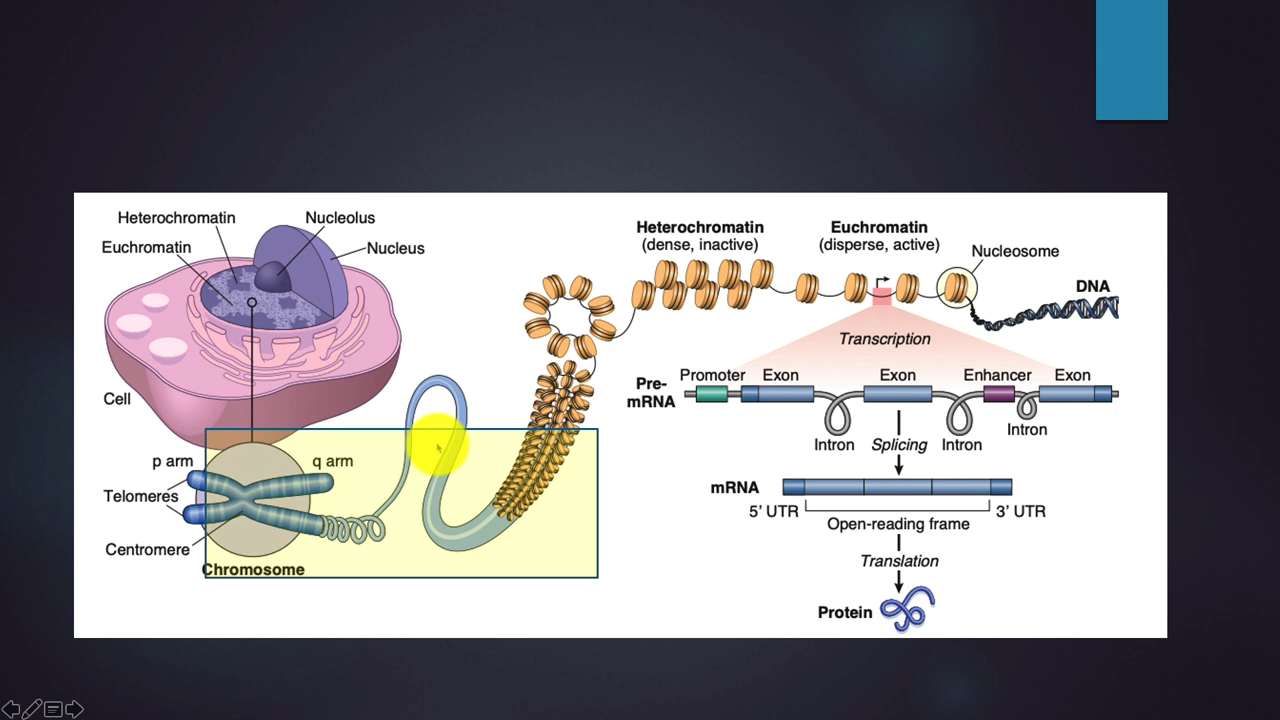 Heterochromatin
Nucleolus
Euchromatin
Nucleus
Cell
p arm
q arm
Telomeres
Centromere
Chromosome
Heterochromatin
(dense, inactive)
Euchromatin
(disperse, active)
Nucleosome
DNA
Transcription
Pre-
mRNA
Promoter
Exon
Exon
Enhancer
Exon
Intron
Splicing
Intron
Intron
mRNA
5’ UTR
3’ UTR
Open-reading frame
Translation
Protein